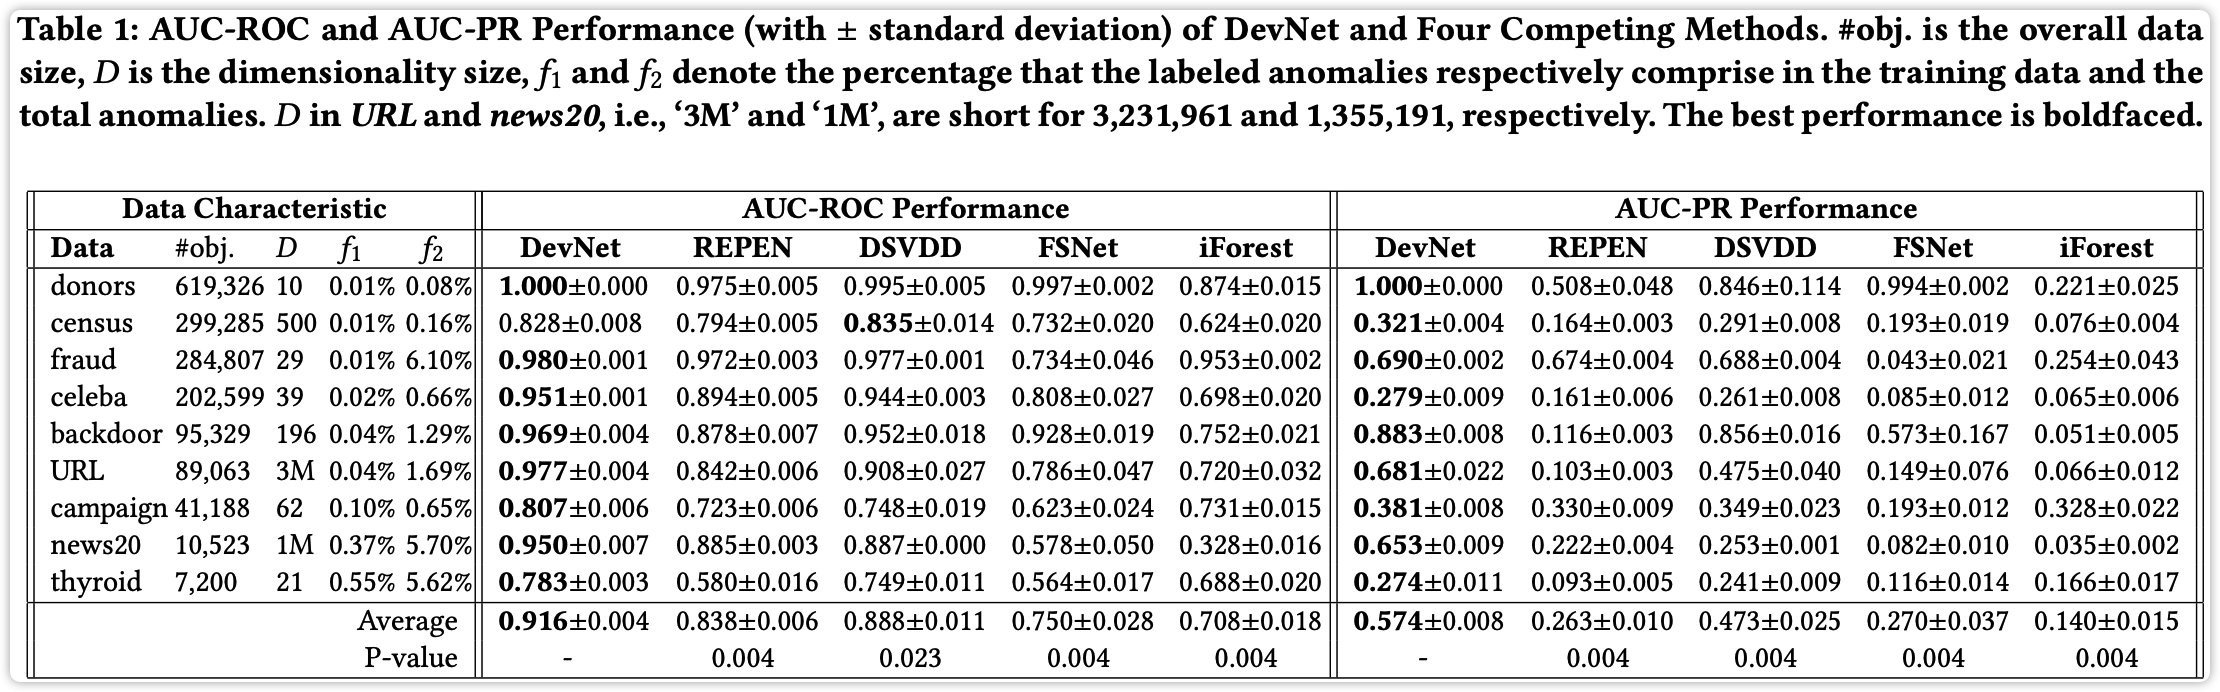 Table 1: AUC-ROC and AUC-PR Performance (with ± standard deviation) of DevNet and Four Competing Methods. #obj. is the overall data
size, D is the dimensionality size, f1 and f2 denote the percentage that the labeled anomalies respectively comprise in the training data and the
total anomalies. D in URL and news20, i.e., ‘3M’ and ‘1M’, are short for 3,231,961 and 1,355,191, respectively. The best performance is boldfaced.
Data Characteristic AUC-ROC Performance AUC-PR Performance
Data #obj. D f1 f2 DevNet REPEN DSVDD FSNet iForest DevNet REPEN DSVDD FSNet iForest
donors 619,326 10 0.01% 0.08% 1.000±0.000 0.975±0.005 0.995±0.005 0.997±0.002 0.874±0.015 1.000±0.000 0.508±0.048 0.846±0.114 0.994±0.002 0.221±0.025
census 299,285 500 0.01% 0.16% 0.828±0.008 0.794±0.005 0.835±0.014 0.732±0.020 0.624±0.020 0.321±0.004 0.164±0.003 0.291±0.008 0.193±0.019 0.076±0.004
fraud 284,807 29 0.01% 6.10% 0.980±0.001 0.972±0.003 0.977±0.001 0.734±0.046 0.953±0.002 0.690±0.002 0.674±0.004 0.688±0.004 0.043±0.021 0.254±0.043
celeba 202,599 39 0.02% 0.66% 0.951±0.001 0.894±0.005 0.944±0.003 0.808±0.027 0.698±0.020 0.279±0.009 0.161±0.006 0.261±0.008 0.085±0.012 0.065±0.006
backdoor 95,329 196 0.04% 1.29% 0.969±0.004 0.878±0.007 0.952±0.018 0.928±0.019 0.752±0.021 0.883±0.008 0.116±0.003 0.856±0.016 0.573±0.167 0.051±0.005
URL 89,063 3M 0.04% 1.69% 0.977±0.004 0.842±0.006 0.908±0.027 0.786±0.047 0.720±0.032 0.681±0.022 0.103±0.003 0.475±0.040 0.149±0.076 0.066±0.012
campaign 41,188 62 0.10% 0.65% 0.807±0.006 0.723±0.006 0.748±0.019 0.623±0.024 0.731±0.015 0.381±0.008 0.330±0.009 0.349±0.023 0.193±0.012 0.328±0.022
news20 10,523 1M 0.37% 5.70% 0.950±0.007 0.885±0.003 0.887±0.000 0.578±0.050 0.328±0.016 0.653±0.009 0.222±0.004 0.253±0.001 0.082±0.010 0.035±0.002
thyroid 7,200 21 0.55% 5.62% 0.783±0.003 0.580±0.016 0.749±0.011 0.564±0.017 0.688±0.020 0.274±0.011 0.093±0.005 0.241±0.009 0.116±0.014 0.166±0.017
Average 0.916±0.004 0.838±0.006 0.888±0.011 0.750±0.028 0.708±0.018 0.574±0.008 0.263±0.010 0.473±0.025 0.270±0.037 0.140±0.015
P-value - 0.004 0.023 0.004 0.004 - 0.004 0.004 0.004 0.004